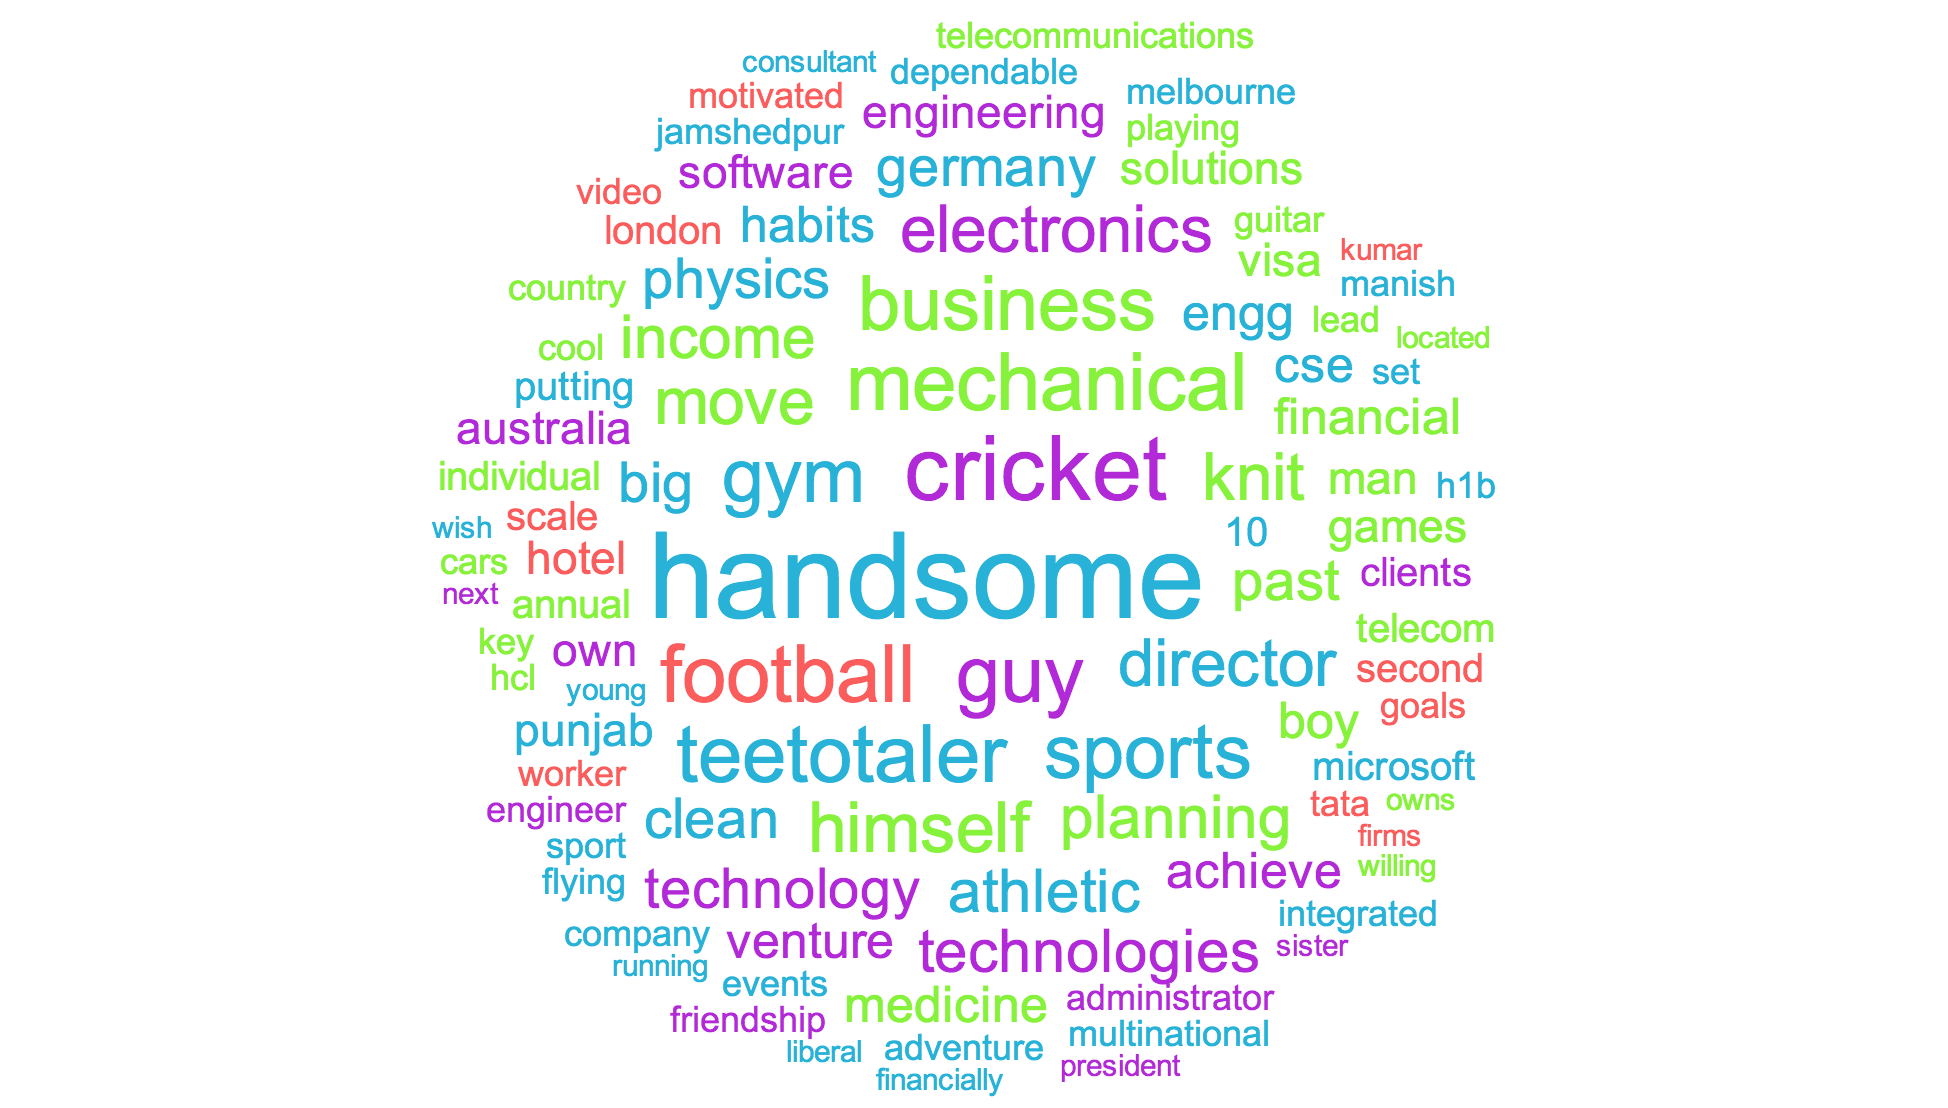 telecommunications
consultant dependable
motivated engineering melbourne
jamshedpur playing
software germany solutions
video
london habits electronics guitar
kumar
country physics business visa manish
engg lead
cool income located
putting move mechanical cse set
australia financial
individual big gym cricket knit man h1b
wish scale 10 games
cars hotel handsome past clients
next annual
key own football guy director telecom
hcl young second
punjab boy goals
teetotaler sports microsoft
worker tata owns
engineer clean himself planning firms
sport willing
flying technology athletic achieve
integrated
company venture technologies sister
running events
friendship medicine administrator
multinational
liberal adventure president
financially